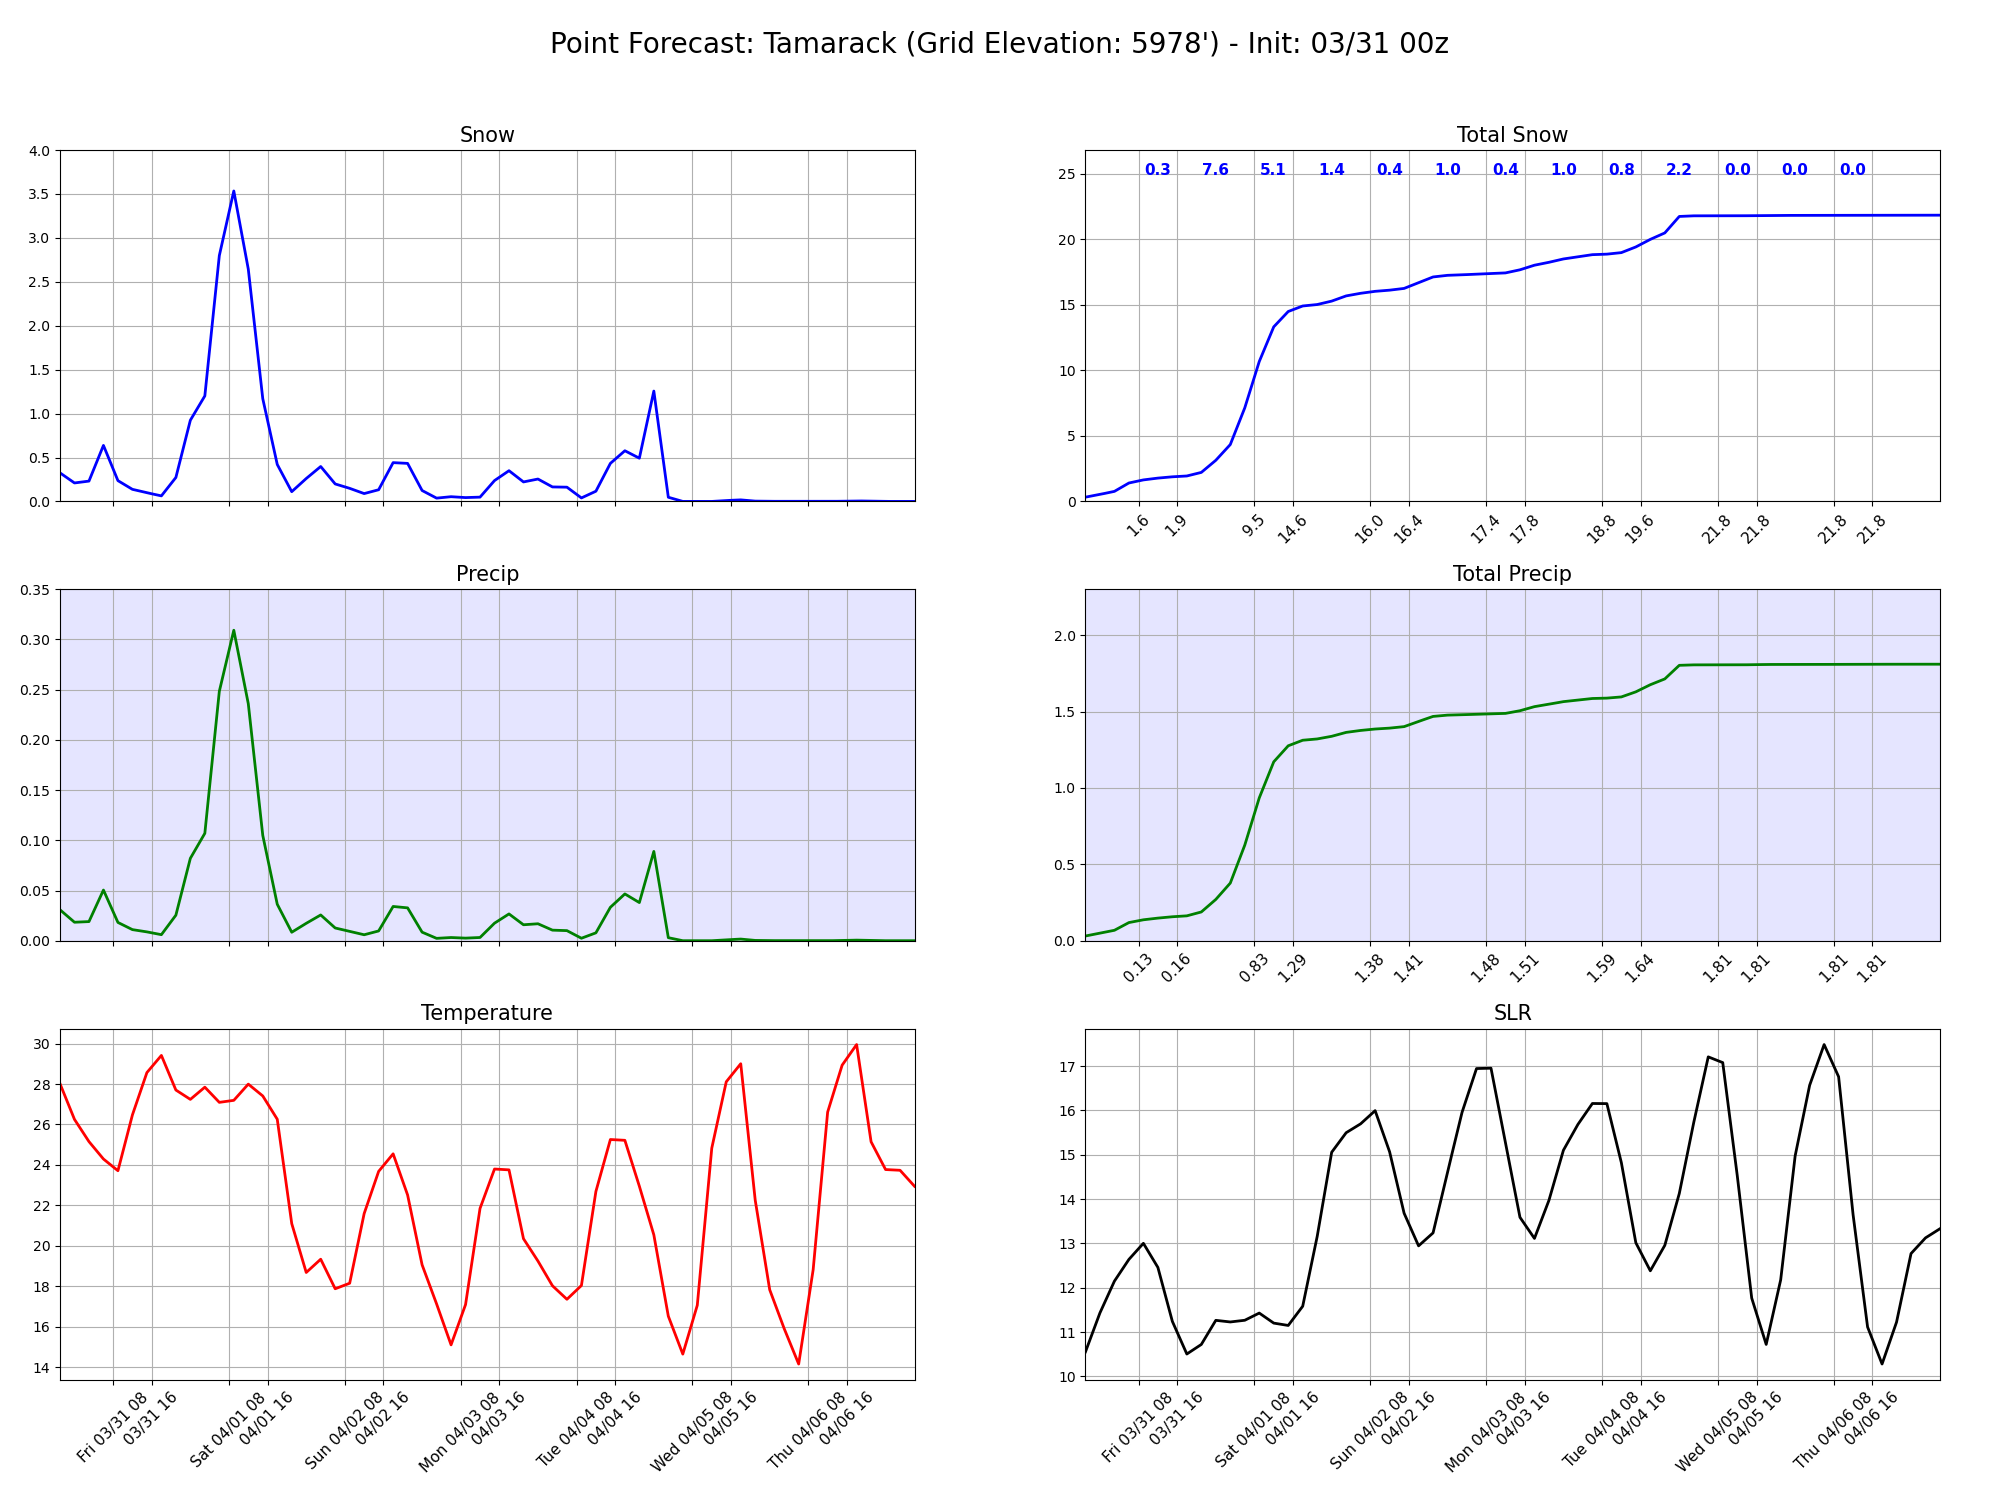 Point Forecast: Tamarack (Grid Elevation: 5978') - Init: 03/31 00z
Snow
4.0
3.5
3.0
2.5
2.0
1.5
1.0
0.5
0.0
Total Snow
0.3 7.6 5.1 1.4 0.4 1.0 0.4 1.0 0.8 2.2 0.0 0.0 0.0
25
20
15
10
5
0
1.6 1.9 9.5 14.6 16.0 16.4 17.4 17.8 18.8 19.6 21.8 21.8 21.8 21.8
Precip
0.35
0.30
0.25
0.20
0.15
0.10
0.05
0.00
Total Precip
2.0
1.5
1.0
0.5
0.0
0.13 0.16 0.83 1.29 1.38 1.41 1.48 1.51 1.59 1.64 1.81 1.81 1.81 1.81
Temperature
30
28
26
24
22
20
18
16
14
Fri 03/31 08
03/31 16
Sat 04/01 08
04/01 16
Sun 04/02 08
04/02 16
Mon 04/03 08
04/03 16
Tue 04/04 08
04/04 16
Wed 04/05 08
04/05 16
Thu 04/06 08
04/06 16
SLR
17
16
15
14
13
12
11
10
Fri 03/31 08
03/31 16
Sat 04/01 08
04/01 16
Sun 04/02 08
04/02 16
Mon 04/03 08
04/03 16
Tue 04/04 08
04/04 16
Wed 04/05 08
04/05 16
Thu 04/06 08
04/06 16